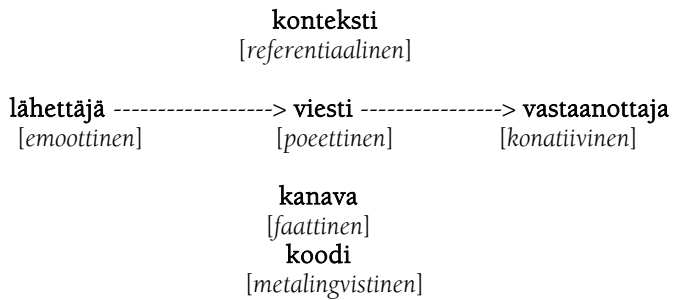 konteksti
[referentiaalinen]
lähettäjä ------------------> viesti ----------------> vastaanottaja
[emoottinen] [poeettinen] [konatiivinen]
kanava
[faattinen]
koodi
[metalingvistinen]